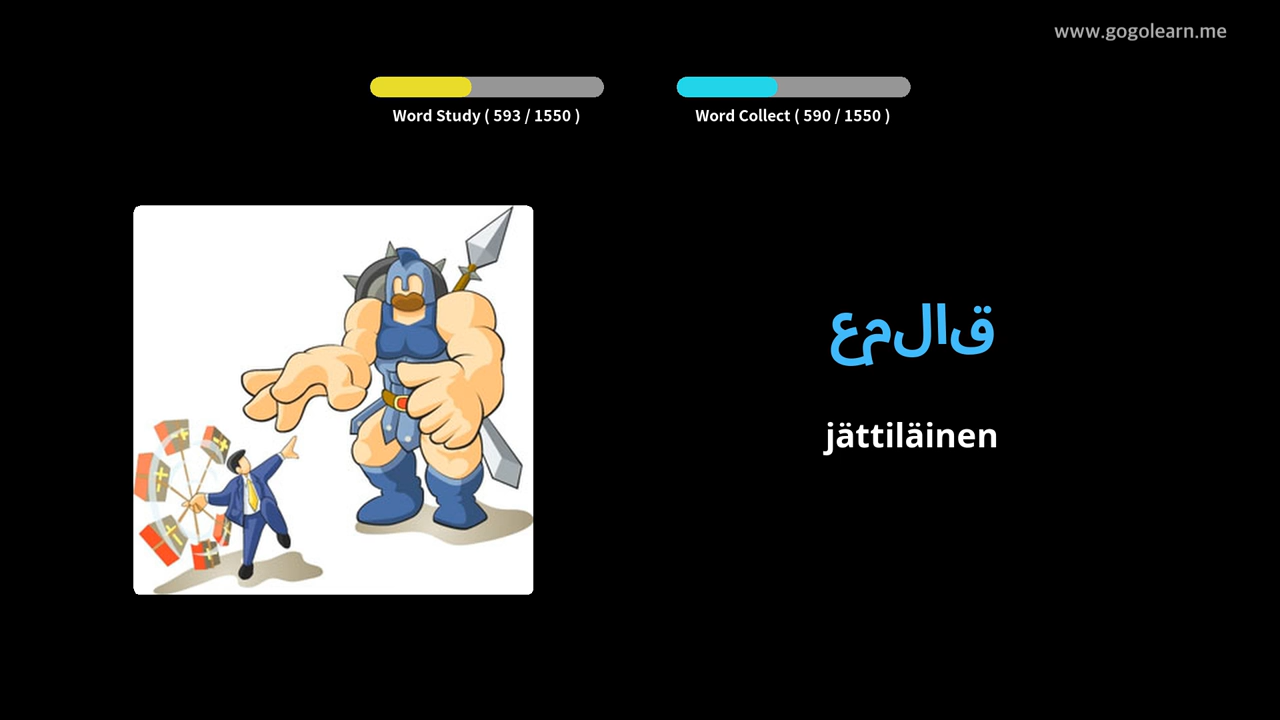 www.gogolearn.me
Word Study ( 593 / 1550 )
Word Collect ( 590 / 1550 )
عملاق
jättiläinen